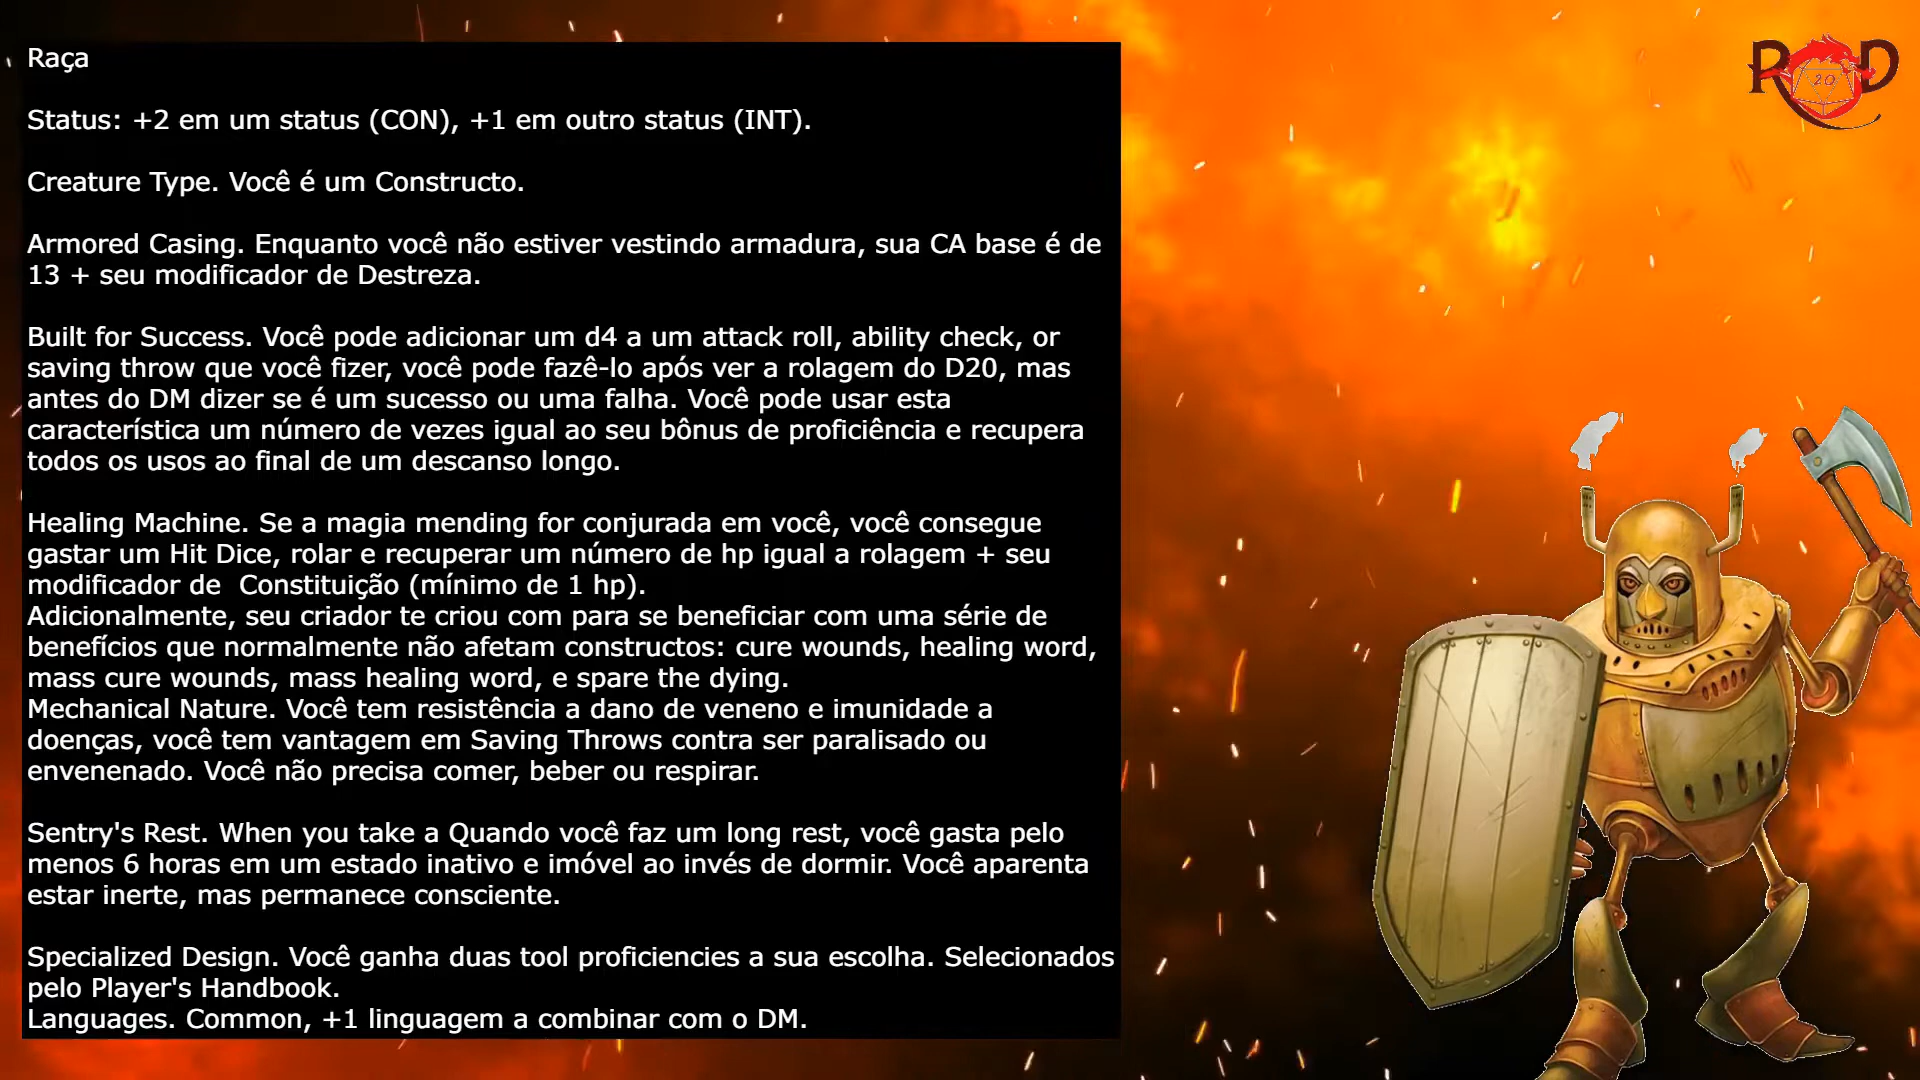 Raça
Status: +2 em um status (CON), +1 em outro status (INT).
Creature Type. Você é um Constructo.
Armored Casing. Enquanto você não estiver vestindo armadura, sua CA base é de
13 + seu modificador de Destreza.
Built for Success. Você pode adicionar um d4 a um attack roll, ability check, or
saving throw que você fizer, você pode fazê-lo após ver a rolagem do D20, mas
antes do DM dizer se é um sucesso ou uma falha. Você pode usar esta
característica um número de vezes igual ao seu bônus de proficiência e recupera
todos os usos ao final de um descanso longo.
Healing Machine. Se a magia mending for conjurada em você, você consegue
gastar um Hit Dice, rolar e recuperar um número de hp igual a rolagem + seu
modificador de  Constituição (mínimo de 1 hp).
Adicionalmente, seu criador te criou com para se beneficiar com uma série de
benefícios que normalmente não afetam constructos: cure wounds, healing word,
mass cure wounds, mass healing word, e spare the dying.
Mechanical Nature. Você tem resistência a dano de veneno e imunidade a
doenças, você tem vantagem em Saving Throws contra ser paralisado ou
envenenado. Você não precisa comer, beber ou respirar.
Sentry's Rest. When you take a Quando você faz um long rest, você gasta pelo
menos 6 horas em um estado inativo e imóvel ao invés de dormir. Você aparenta
estar inerte, mas permanece consciente.
Specialized Design. Você ganha duas tool proficiencies a sua escolha. Selecionados
pelo Player's Handbook.
Languages. Common, +1 linguagem a combinar com o DM.
R D
20